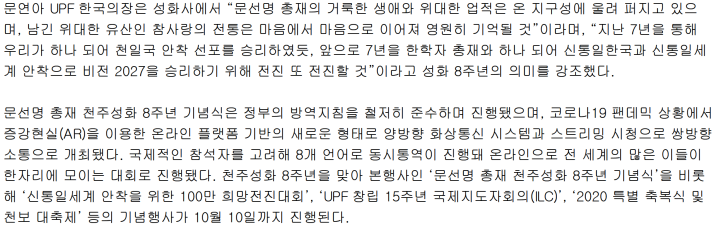 문연아 UPF 한국의장은 성화사에서 “문선명 총재의 거룩한 생애와 위대한 업적은 온 지구성에 울려 퍼지고 있으
며, 남긴 위대한 유산인 참사랑의 전통은 마음에서 마음으로 이어져 영원히 기억될 것”이라며, “지난 7년을 통해
우리가 하나 되어 천일국 안착 선포를 승리하였듯, 앞으로 7년을 한학자 총재와 하나 되어 신통일한국과 신통일세
계 안착으로 비전 2027을 승리하기 위해 전진 또 전진할 것”이라고 성화 8주년의 의미를 강조했다.
문선명 총재 천주성화 8주년 기념식은 정부의 방역지침을 철저히 준수하며 진행됐으며, 코로나19 팬데믹 상황에서
증강현실(AR)을 이용한 온라인 플랫폼 기반의 새로운 형태로 양방향 화상통신 시스템과 스트리밍 시청으로 쌍방향
소통으로 개최됐다. 국제적인 참석자를 고려해 8개 언어로 동시통역이 진행돼 온라인으로 전 세계의 많은 이들이
한자리에 모이는 대회로 진행됐다. 천주성화 8주년을 맞아 본행사인 ‘문선명 총재 천주성화 8주년 기념식’을 비롯
해 ‘신통일세계 안착을 위한 100만 희망전진대회’, ‘UPF 창립 15주년 국제지도자회의(ILC)’, ‘2020 특별 축복식 및
천보 대축제’ 등의 기념행사가 10월 10일까지 진행된다.